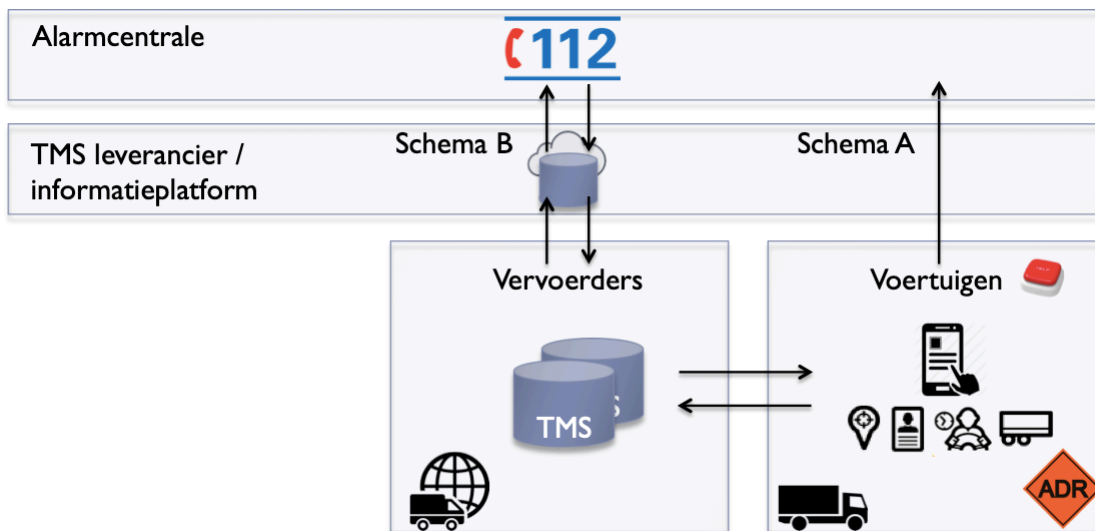 Alarmcentrale
112
Schema B
Schema A
TMS leverancier /
informatieplatform
Vervoerders
Voertuigen
TMS
ADR